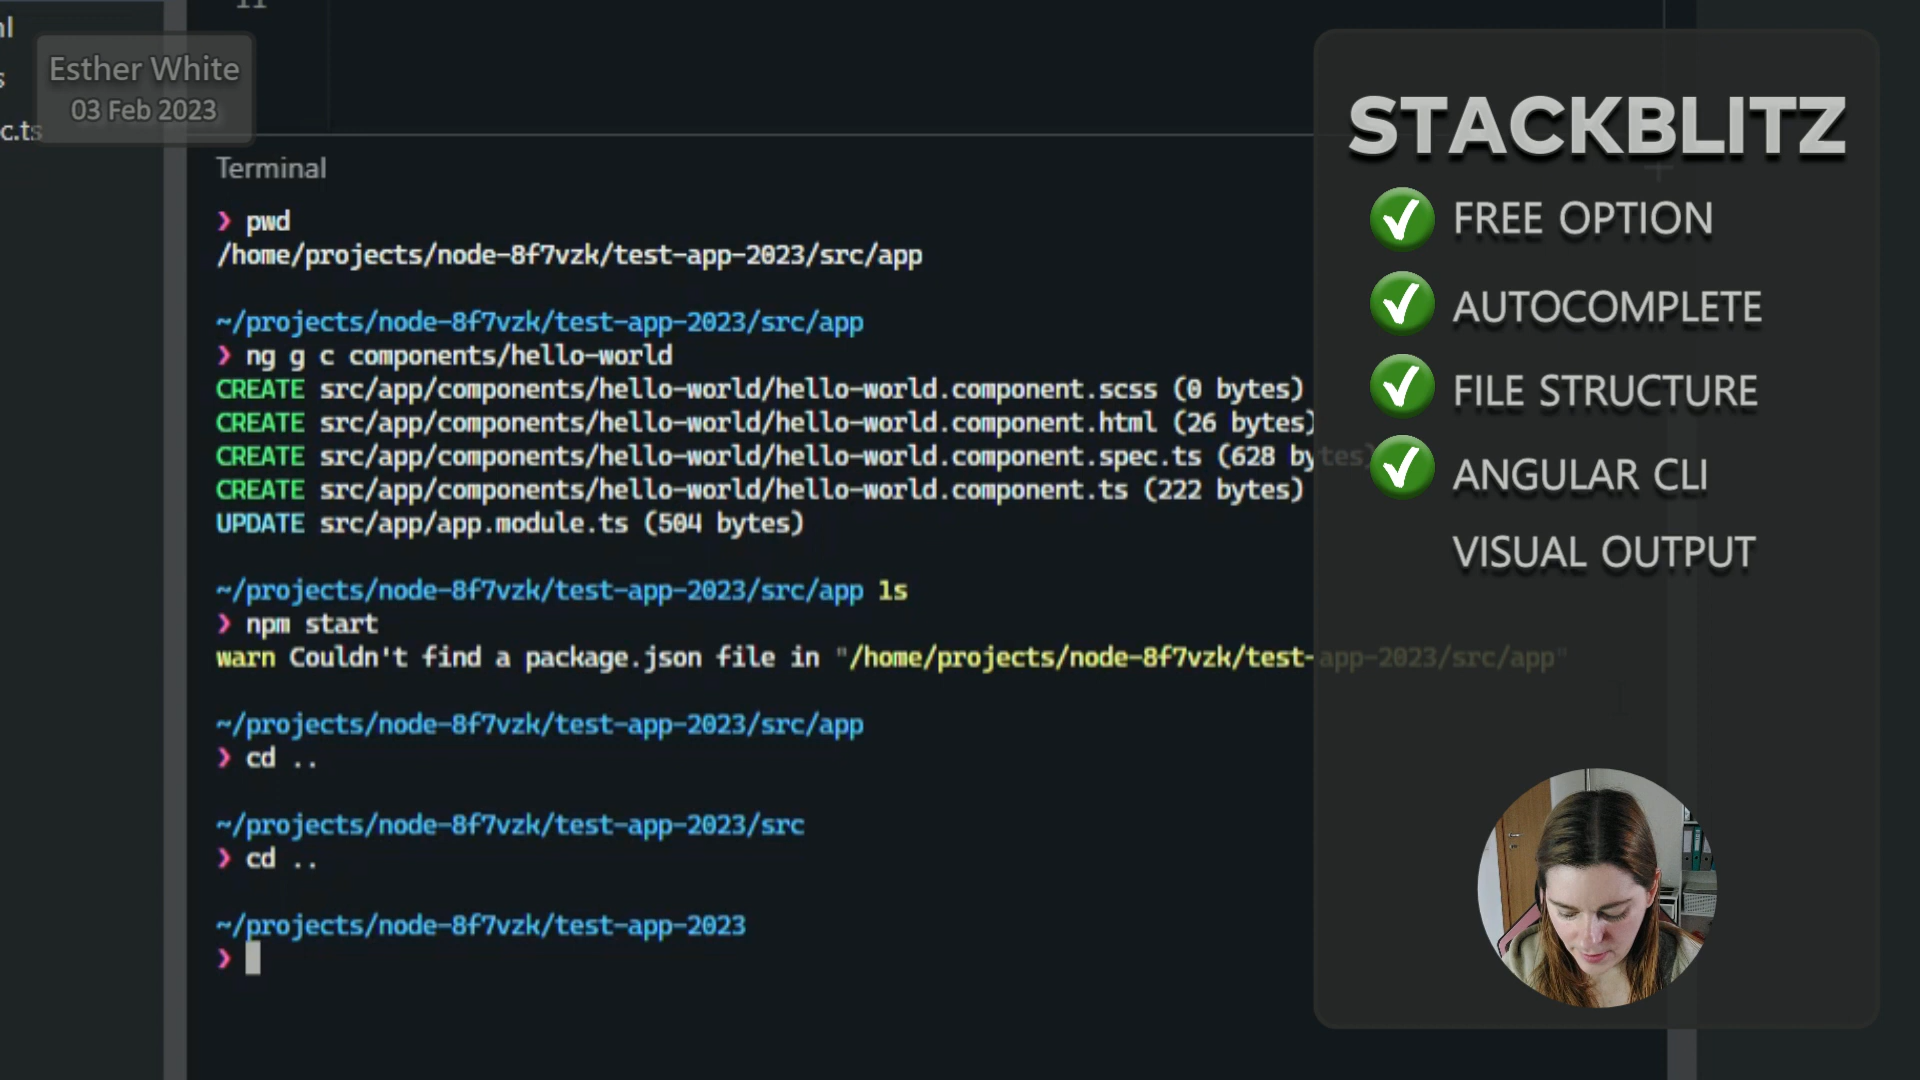 11
Esther White
03 Feb 2023
c.ts
Terminal
❯ pwd
/home/projects/node-8f7vzk/test-app-2023/src/app
~/projects/node-8f7vzk/test-app-2023/src/app
❯ ng g c components/hello-world
CREATE src/app/components/hello-world/hello-world.component.scss (0 bytes)
CREATE src/app/components/hello-world/hello-world.component.html (26 bytes)
CREATE src/app/components/hello-world/hello-world.component.spec.ts (628 bytes)
CREATE src/app/components/hello-world/hello-world.component.ts (222 bytes)
UPDATE src/app/app.module.ts (504 bytes)
~/projects/node-8f7vzk/test-app-2023/src/app ls
❯ npm start
warn Couldn't find a package.json file in "/home/projects/node-8f7vzk/test-app-2023/src/app"
~/projects/node-8f7vzk/test-app-2023/src/app
❯ cd ..
~/projects/node-8f7vzk/test-app-2023/src
❯ cd ..
~/projects/node-8f7vzk/test-app-2023
❯
STACKBLITZ
FREE OPTION
AUTOCOMPLETE
FILE STRUCTURE
ANGULAR CLI
VISUAL OUTPUT